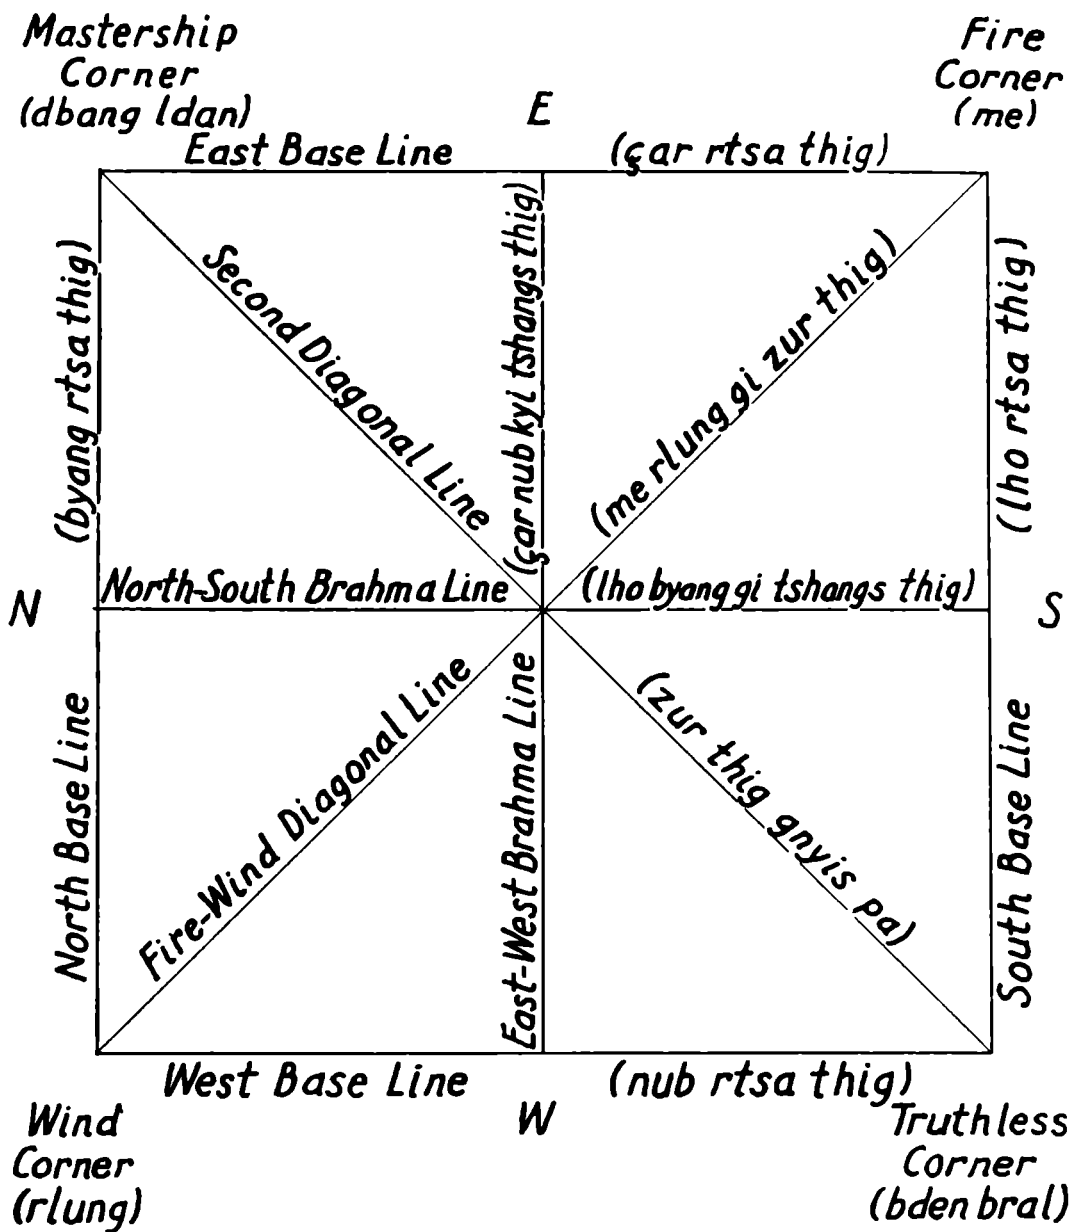 Mastership
Corner
(dbang ldan)
E
Fire
Corner
(me)
East Base Line (çar rtsa thig)
(byang rtsa thig)
Second Diagonal Line
(çar nub kyi tshangs thig)
(me rlung gi zur thig)
(lho rtsa thig)
N
North-South Brahma Line (lho byang gi tshangs thig)
S
North Base Line
Fire-Wind Diagonal Line
East-West Brahma Line
(zur thig gnyis pa)
South Base Line
West Base Line (nub rtsa thig)
Wind
Corner
(rlung)
W
Truthless
Corner
(bden bral)